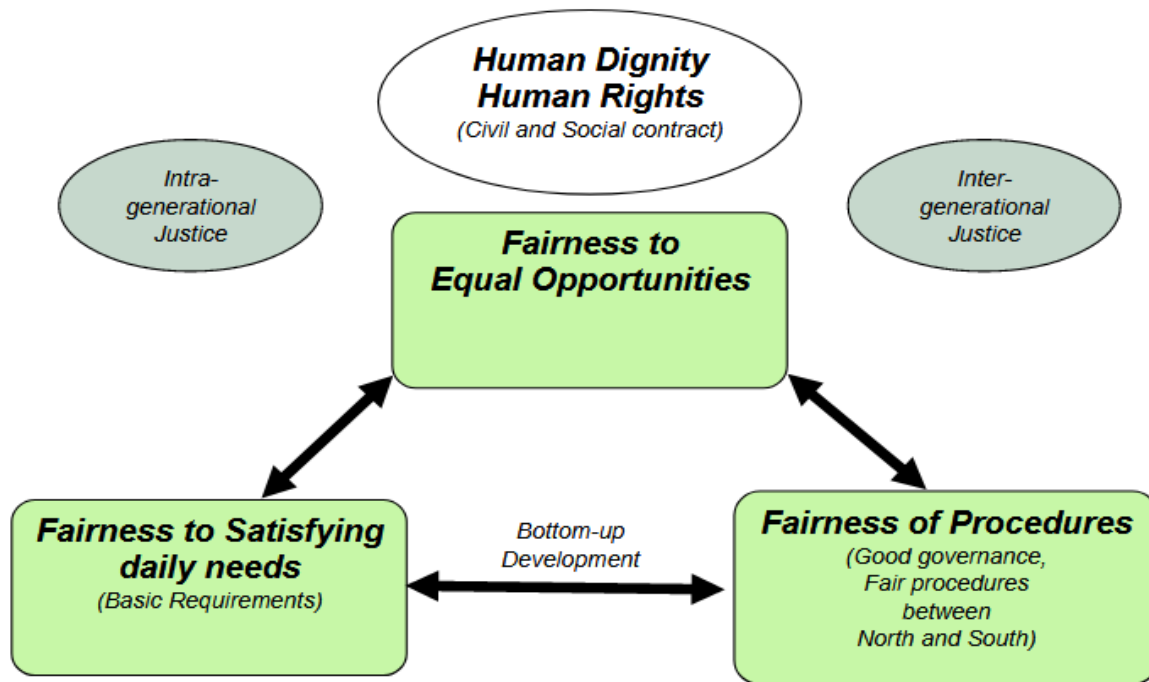 Human Dignity
Human Rights
(Civil and Social contract)
Intra-
generational
Justice
Inter-
generational
Justice
Fairness to
Equal Opportunities
Fairness to Satisfying
daily needs
(Basic Requirements)
Bottom-up
Development
Fairness of Procedures
(Good governance,
Fair procedures
between
North and South)